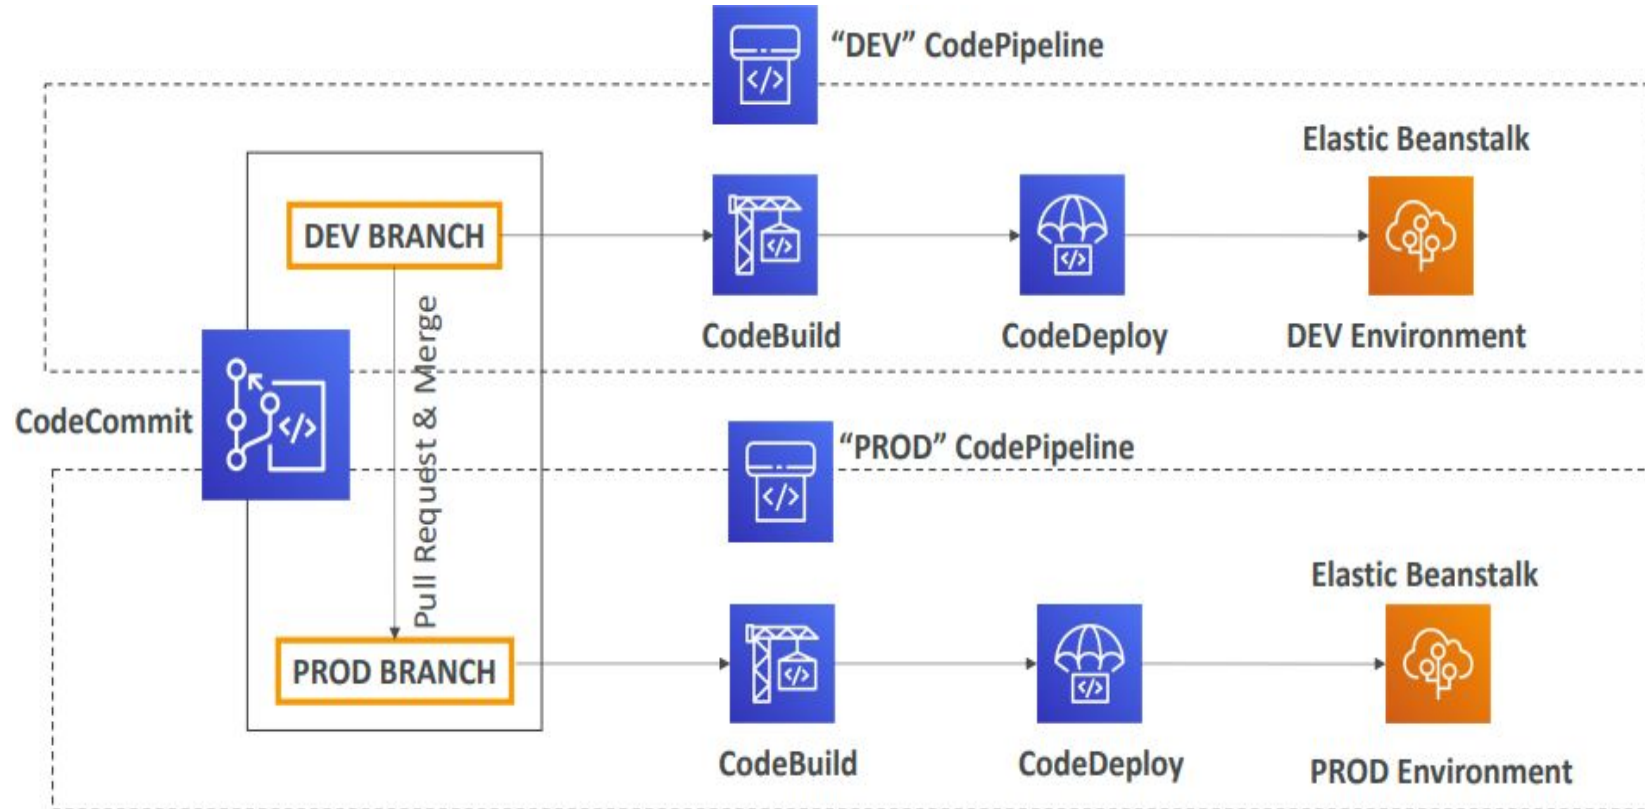 “DEV” CodePipeline
Elastic Beanstalk
DEV BRANCH
CodeBuild
CodeDeploy
DEV Environment
Pull Request & Merge
CodeCommit
“PROD” CodePipeline
Elastic Beanstalk
PROD BRANCH
CodeBuild
CodeDeploy
PROD Environment